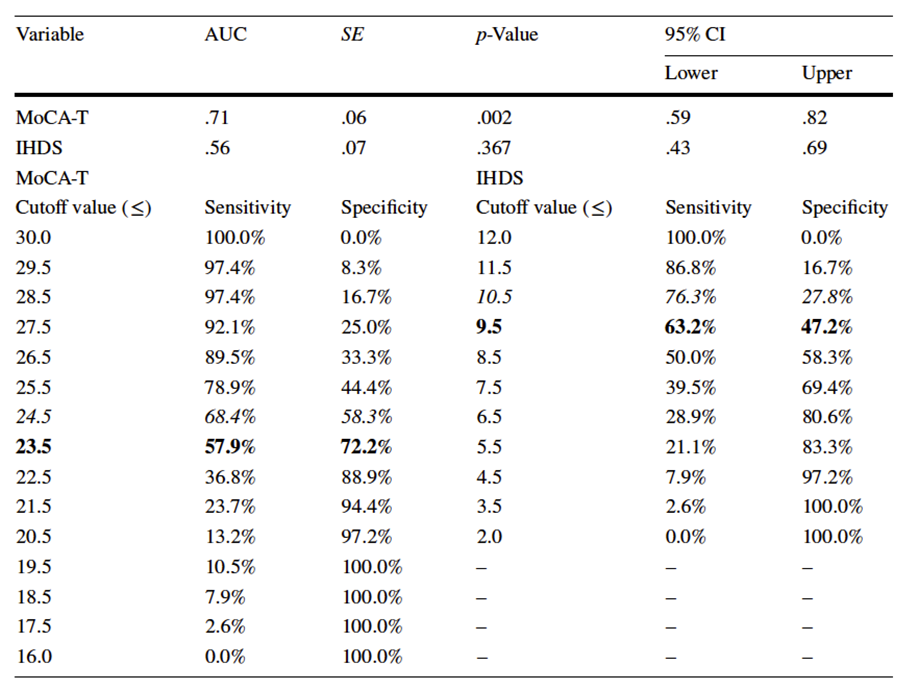 Variable AUC SE p-Value 95% CI
Lower Upper
MoCA-T .71 .06 .002 .59 .82
IHDS .56 .07 .367 .43 .69
MoCA-T IHDS
Cutoff value (≤) Sensitivity Specificity Cutoff value (≤) Sensitivity Specificity
30.0 100.0% 0.0% 12.0 100.0% 0.0%
29.5 97.4% 8.3% 11.5 86.8% 16.7%
28.5 97.4% 16.7% 10.5 76.3% 27.8%
27.5 92.1% 25.0% 9.5 63.2% 47.2%
26.5 89.5% 33.3% 8.5 50.0% 58.3%
25.5 78.9% 44.4% 7.5 39.5% 69.4%
24.5 68.4% 58.3% 6.5 28.9% 80.6%
23.5 57.9% 72.2% 5.5 21.1% 83.3%
22.5 36.8% 88.9% 4.5 7.9% 97.2%
21.5 23.7% 94.4% 3.5 2.6% 100.0%
20.5 13.2% 97.2% 2.0 0.0% 100.0%
19.5 10.5% 100.0% – – –
18.5 7.9% 100.0% – – –
17.5 2.6% 100.0% – – –
16.0 0.0% 100.0% – – –